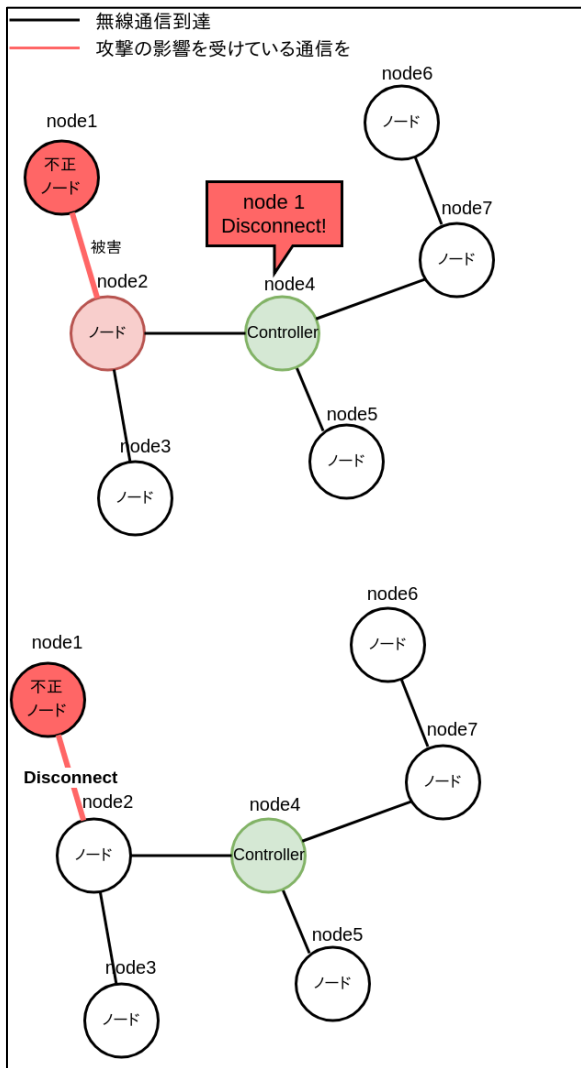 無線通信到達
攻撃の影響を受けている通信を
node6
ノード
node1
不正
ノード
node 1
Disconnect!
node7
ノード
被害
node2
ノード
node4
Controller
node5
ノード
node3
ノード
node6
ノード
node1
不正
ノード
node7
ノード
Disconnect
node2
ノード
node4
Controller
node5
ノード
node3
ノード